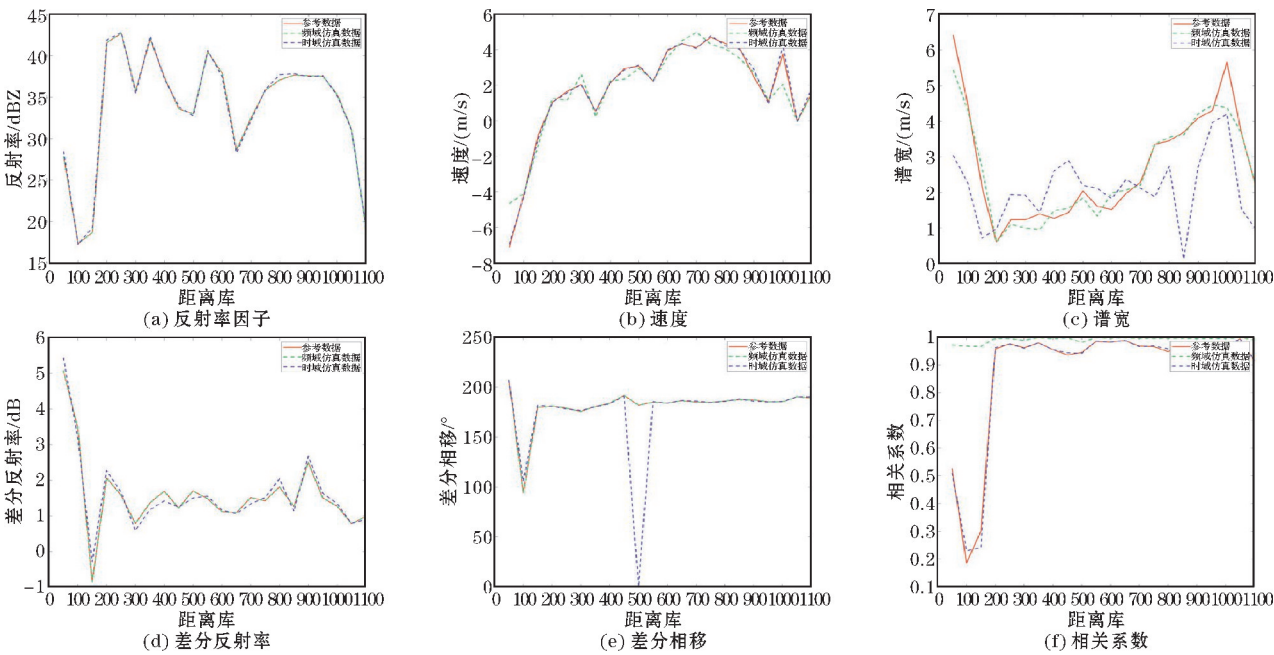 45
40
35
30
25
20
15
反射率/dBZ
参考数据
频域仿真数据
时域仿真数据
0 100 200 300 400 500 600 700 800 900 1000 1100
距离库
(a) 反射率因子
6
4
2
0
−2
−4
−6
−8
速度/(m/s)
参考数据
频域仿真数据
时域仿真数据
0 100 200 300 400 500 600 700 800 900 1000 1100
距离库
(b) 速度
7
6
5
4
3
2
1
0
谱宽/(m/s)
参考数据
频域仿真数据
时域仿真数据
0 100 200 300 400 500 600 700 800 900 1000 1100
距离库
(c) 谱宽
6
5
4
3
2
1
0
−1
差分反射率/dB
参考数据
频域仿真数据
时域仿真数据
0 100 200 300 400 500 600 700 800 900 1000 1100
距离库
(d) 差分反射率
250
200
150
100
50
0
差分相移/°
参考数据
频域仿真数据
时域仿真数据
0 100 200 300 400 500 600 700 800 900 1000 1100
距离库
(e) 差分相移
1
0.9
0.8
0.7
0.6
0.5
0.4
0.3
0.2
0.1
相关系数
参考数据
频域仿真数据
时域仿真数据
0 100 200 300 400 500 600 700 800 900 1000 1100
距离库
(f) 相关系数